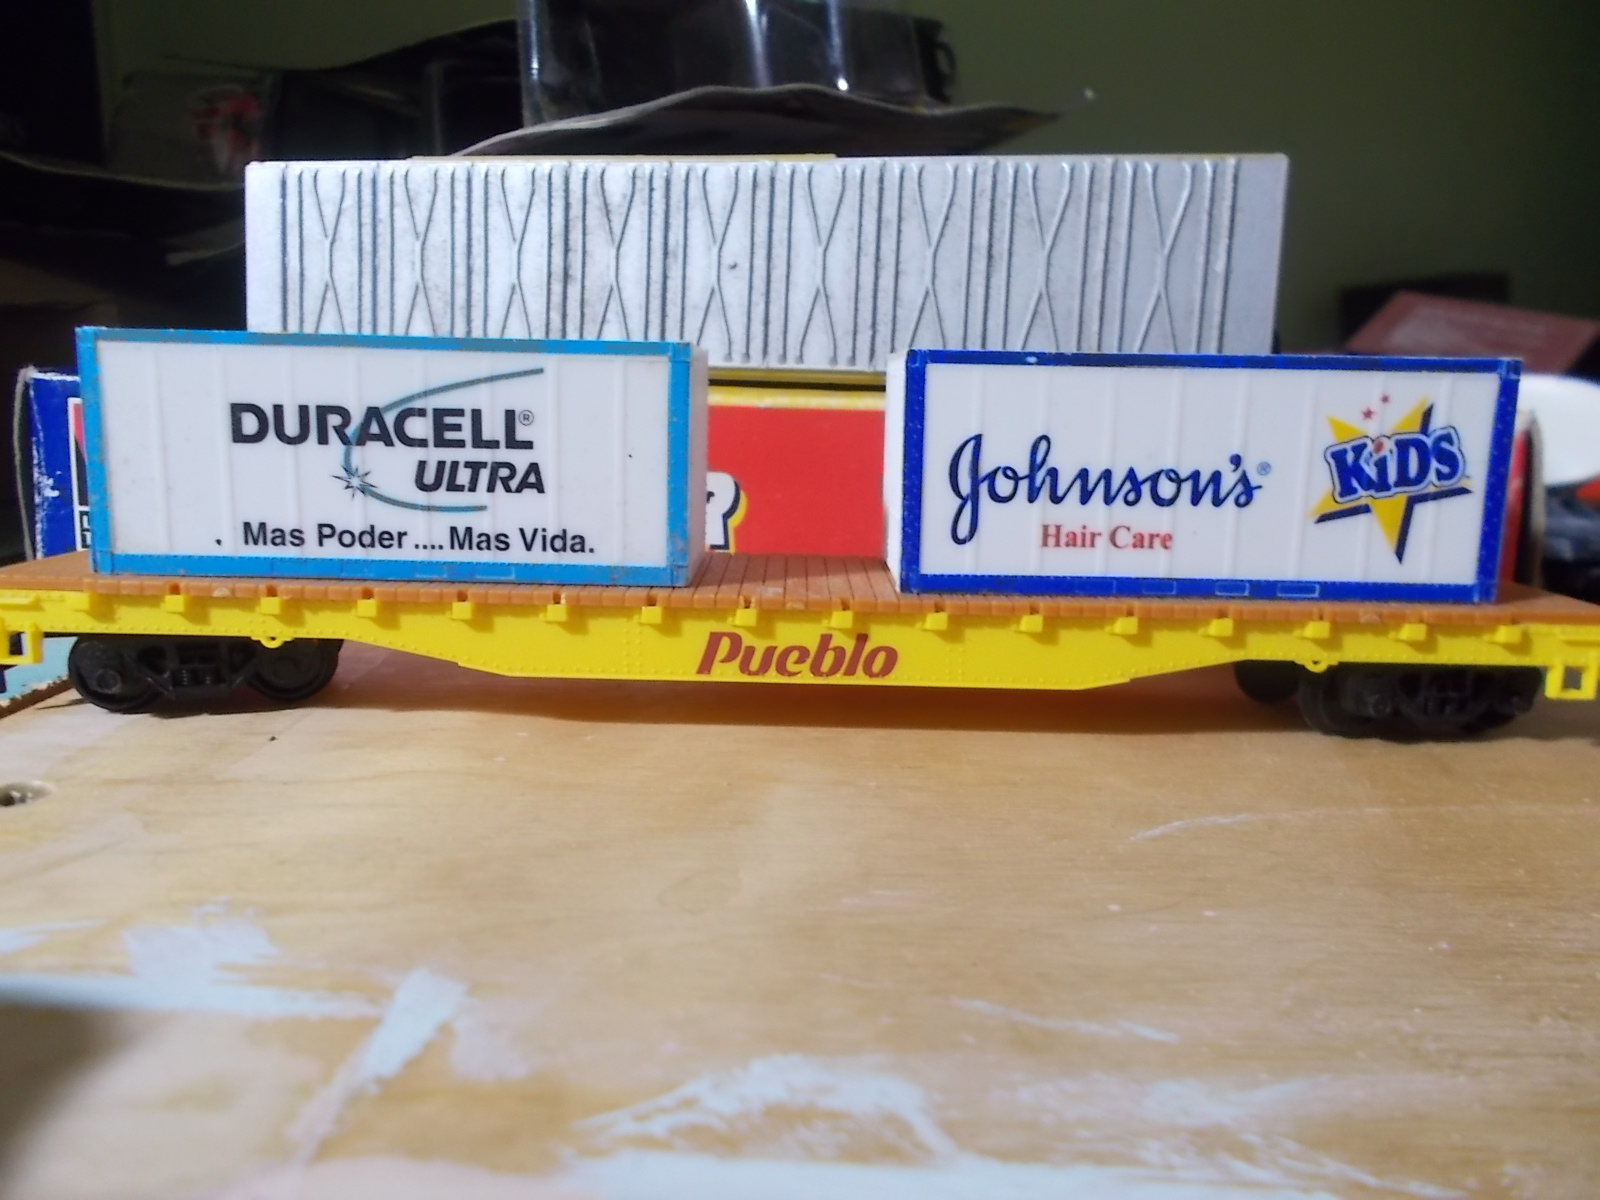 DURACELL®
ULTRA
Mas Poder.... Mas Vida.
Johnson's®
Hair Care
KiDS
Pueblo